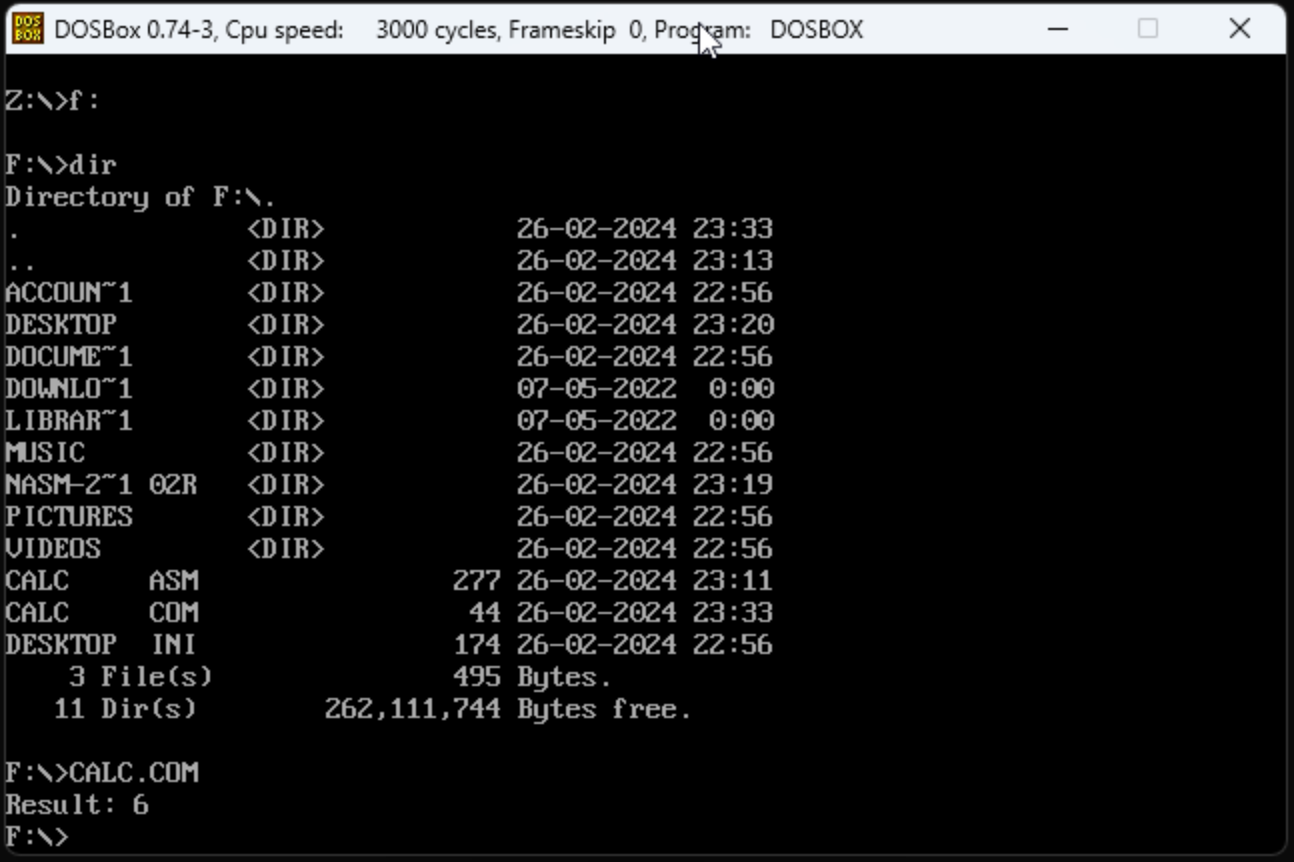 DOS BOX DOSBox 0.74-3, Cpu speed: 3000 cycles, Frameskip 0, Program: DOSBOX
Z:\>f:
F:\>dir
Directory of F:\.
. <DIR> 26-02-2024 23:33
.. <DIR> 26-02-2024 23:13
ACCOUN~1 <DIR> 26-02-2024 22:56
DESKTOP <DIR> 26-02-2024 23:20
DOCUME~1 <DIR> 26-02-2024 22:56
DOWNLO~1 <DIR> 07-05-2022 0:00
LIBRAR~1 <DIR> 07-05-2022 0:00
MUSIC <DIR> 26-02-2024 22:56
NASM-2~1 02R <DIR> 26-02-2024 23:19
PICTURES <DIR> 26-02-2024 22:56
VIDEOS <DIR> 26-02-2024 22:56
CALC ASM 277 26-02-2024 23:11
CALC COM 44 26-02-2024 23:33
DESKTOP INI 174 26-02-2024 22:56
3 File(s) 495 Bytes.
11 Dir(s) 262,111,744 Bytes free.
F:\>CALC.COM
Result: 6
F:\>